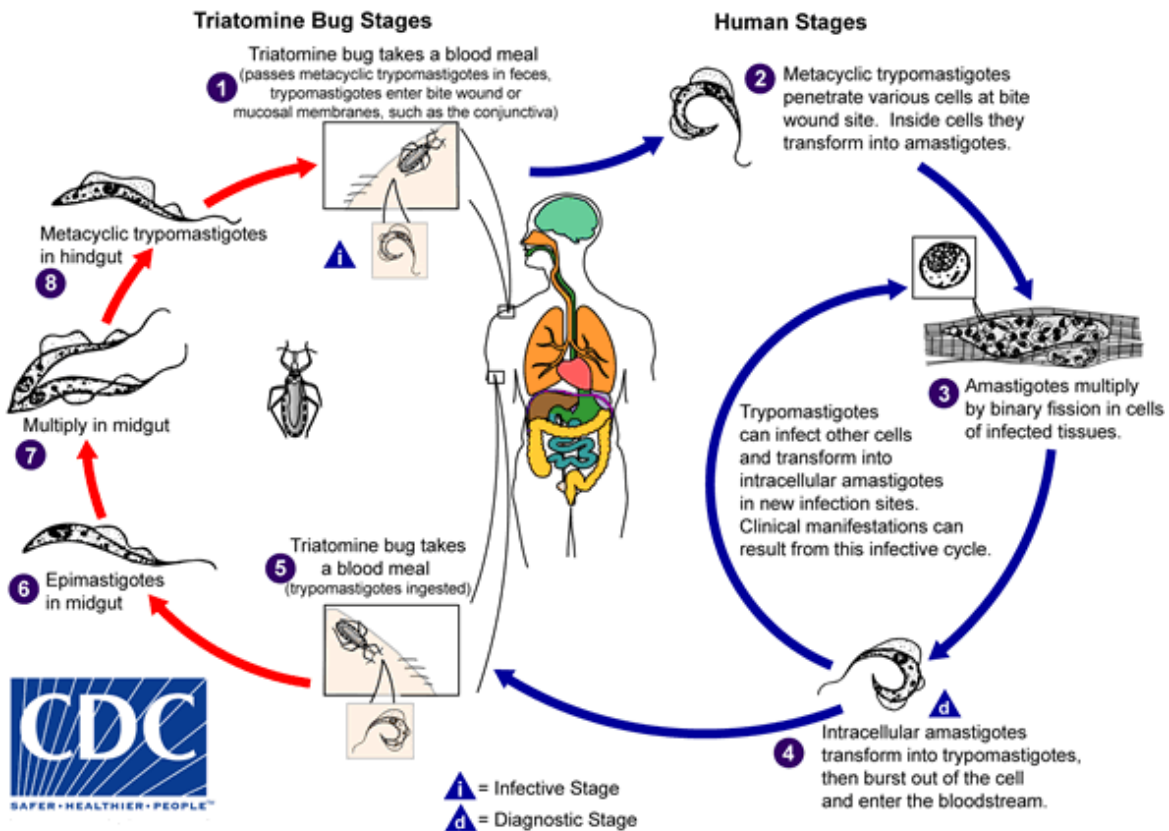 Triatomine Bug Stages
Human Stages
1
Triatomine bug takes a blood meal
(passes metacyclic trypomastigotes in feces,
trypomastigotes enter bite wound or
mucosal membranes, such as the conjunctiva)
i
2
Metacyclic trypomastigotes
penetrate various cells at bite
wound site. Inside cells they
transform into amastigotes.
3
Amastigotes multiply
by binary fission in cells
of infected tissues.
Trypomastigotes
can infect other cells
and transform into
intracellular amastigotes
in new infection sites.
Clinical manifestations can
result from this infective cycle.
d
4
Intracellular amastigotes
transform into trypomastigotes,
then burst out of the cell
and enter the bloodstream.
5
Triatomine bug takes
a blood meal
(trypomastigotes ingested)
6
Epimastigotes
in midgut
Multiply in midgut
7
Metacyclic trypomastigotes
in hindgut
8
CDC
SAFER•HEALTHIER•PEOPLE™
i = Infective Stage
d = Diagnostic Stage